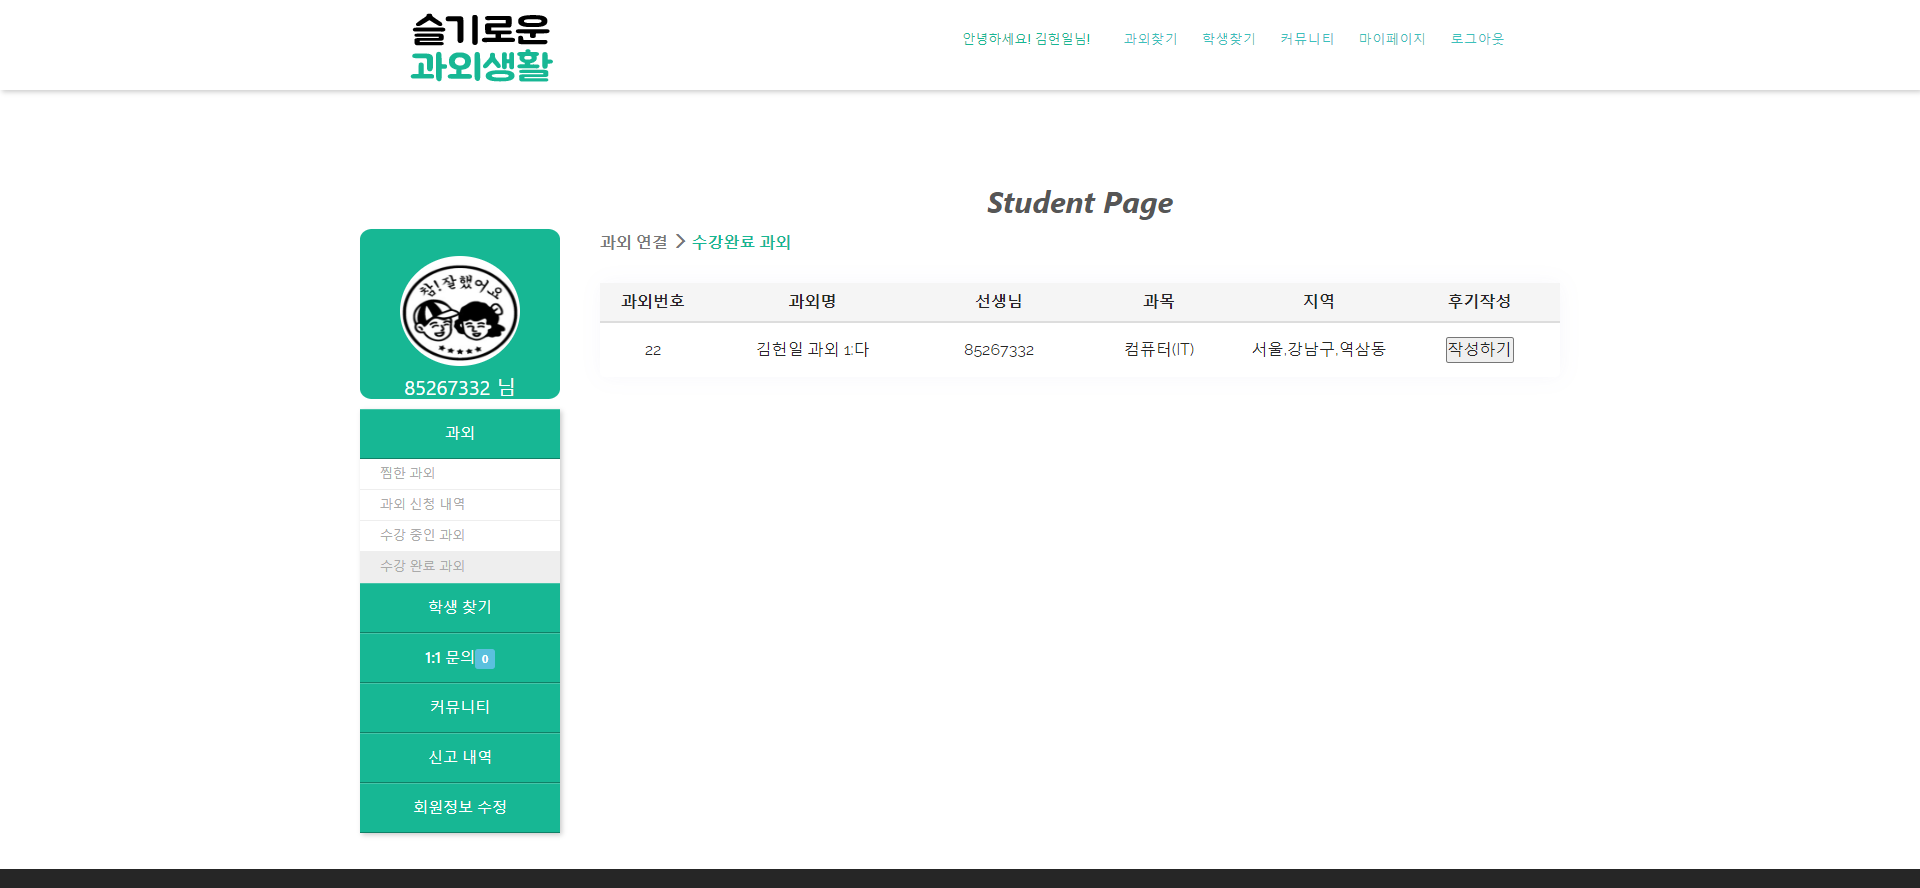 슬기로운
과외생활
안녕하세요! 김헌일님! 과외찾기 학생찾기 커뮤니티 마이페이지 로그아웃
Student Page
과외 연결 > 수강완료 과외
참!잘했어요
★★★★★
85267332 님
과외번호 과외명 선생님 과목 지역 후기작성
22 김헌일 과외 1:다 85267332 컴퓨터(IT) 서울,강남구,역삼동 작성하기
과외
찜한 과외
과외 신청 내역
수강 중인 과외
수강 완료 과외
학생 찾기
1:1 문의 0
커뮤니티
신고 내역
회원정보 수정